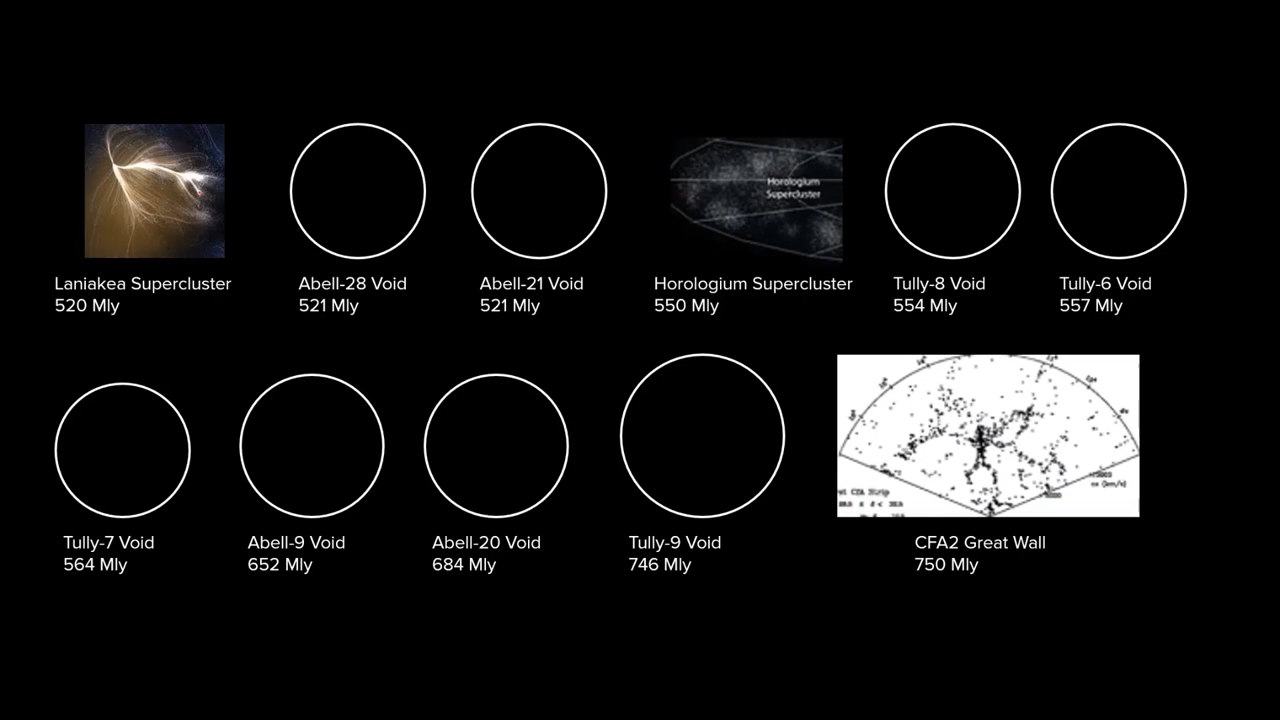 Horologium
Supercluster
Laniakea Supercluster
520 Mly
Abell-28 Void
521 Mly
Abell-21 Void
521 Mly
Horologium Supercluster
550 Mly
Tully-8 Void
554 Mly
Tully-6 Void
557 Mly
Tully-7 Void
564 Mly
Abell-9 Void
652 Mly
Abell-20 Void
684 Mly
Tully-9 Void
746 Mly
CFA2 Great Wall
750 Mly